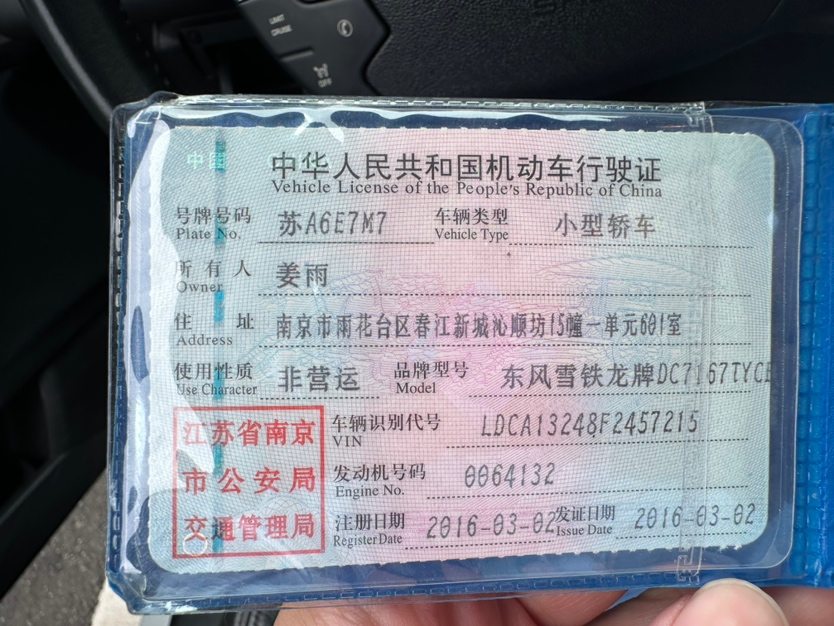 LIMIT
CRUISE
OFF
中国
中华人民共和国机动车行驶证
Vehicle License of the People's Republic of China
号牌号码 苏A6E7M7 车辆类型 小型轿车
Plate No. Vehicle Type
所有人 姜雨
Owner
住址 南京市雨花台区春江新城沁顺坊15幢一单元601室
Address
使用性质 非营运 品牌型号 东风雪铁龙牌DC7167TYCB
Use Character Model
江苏省南京
市公安局
交通管理局
车辆识别代号 LDCA13248F2457215
VIN
发动机号码 0064132
Engine No.
注册日期 2016-03-02 发证日期 2016-03-02
Register Date Issue Date